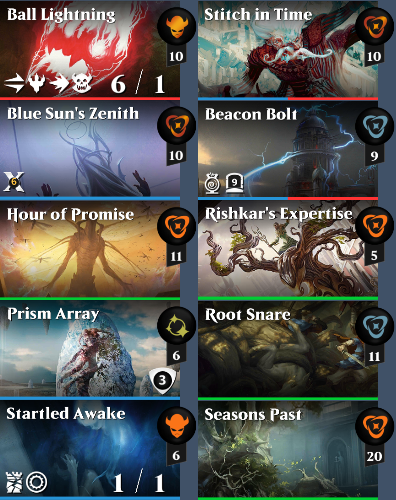 Ball Lightning
10
6 / 1
Stitch in Time
10
Blue Sun's Zenith
10
X
6
Beacon Bolt
9
9
Hour of Promise
11
Rishkar's Expertise
5
Prism Array
6
3
Root Snare
11
Startled Awake
6
1 / 1
Seasons Past
20